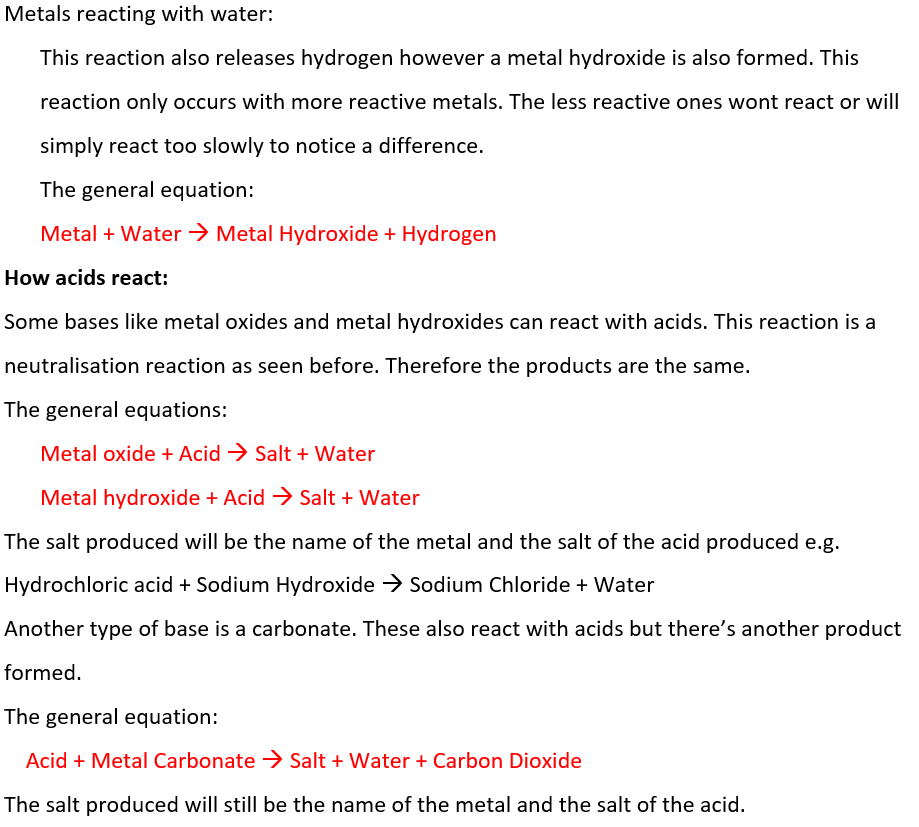 Metals reacting with water:
This reaction also releases hydrogen however a metal hydroxide is also formed. This
reaction only occurs with more reactive metals. The less reactive ones wont react or will
simply react too slowly to notice a difference.
The general equation:
Metal + Water → Metal Hydroxide + Hydrogen
How acids react:
Some bases like metal oxides and metal hydroxides can react with acids. This reaction is a
neutralisation reaction as seen before. Therefore the products are the same.
The general equations:
Metal oxide + Acid → Salt + Water
Metal hydroxide + Acid → Salt + Water
The salt produced will be the name of the metal and the salt of the acid produced e.g.
Hydrochloric acid + Sodium Hydroxide → Sodium Chloride + Water
Another type of base is a carbonate. These also react with acids but there’s another product
formed.
The general equation:
Acid + Metal Carbonate → Salt + Water + Carbon Dioxide
The salt produced will still be the name of the metal and the salt of the acid.